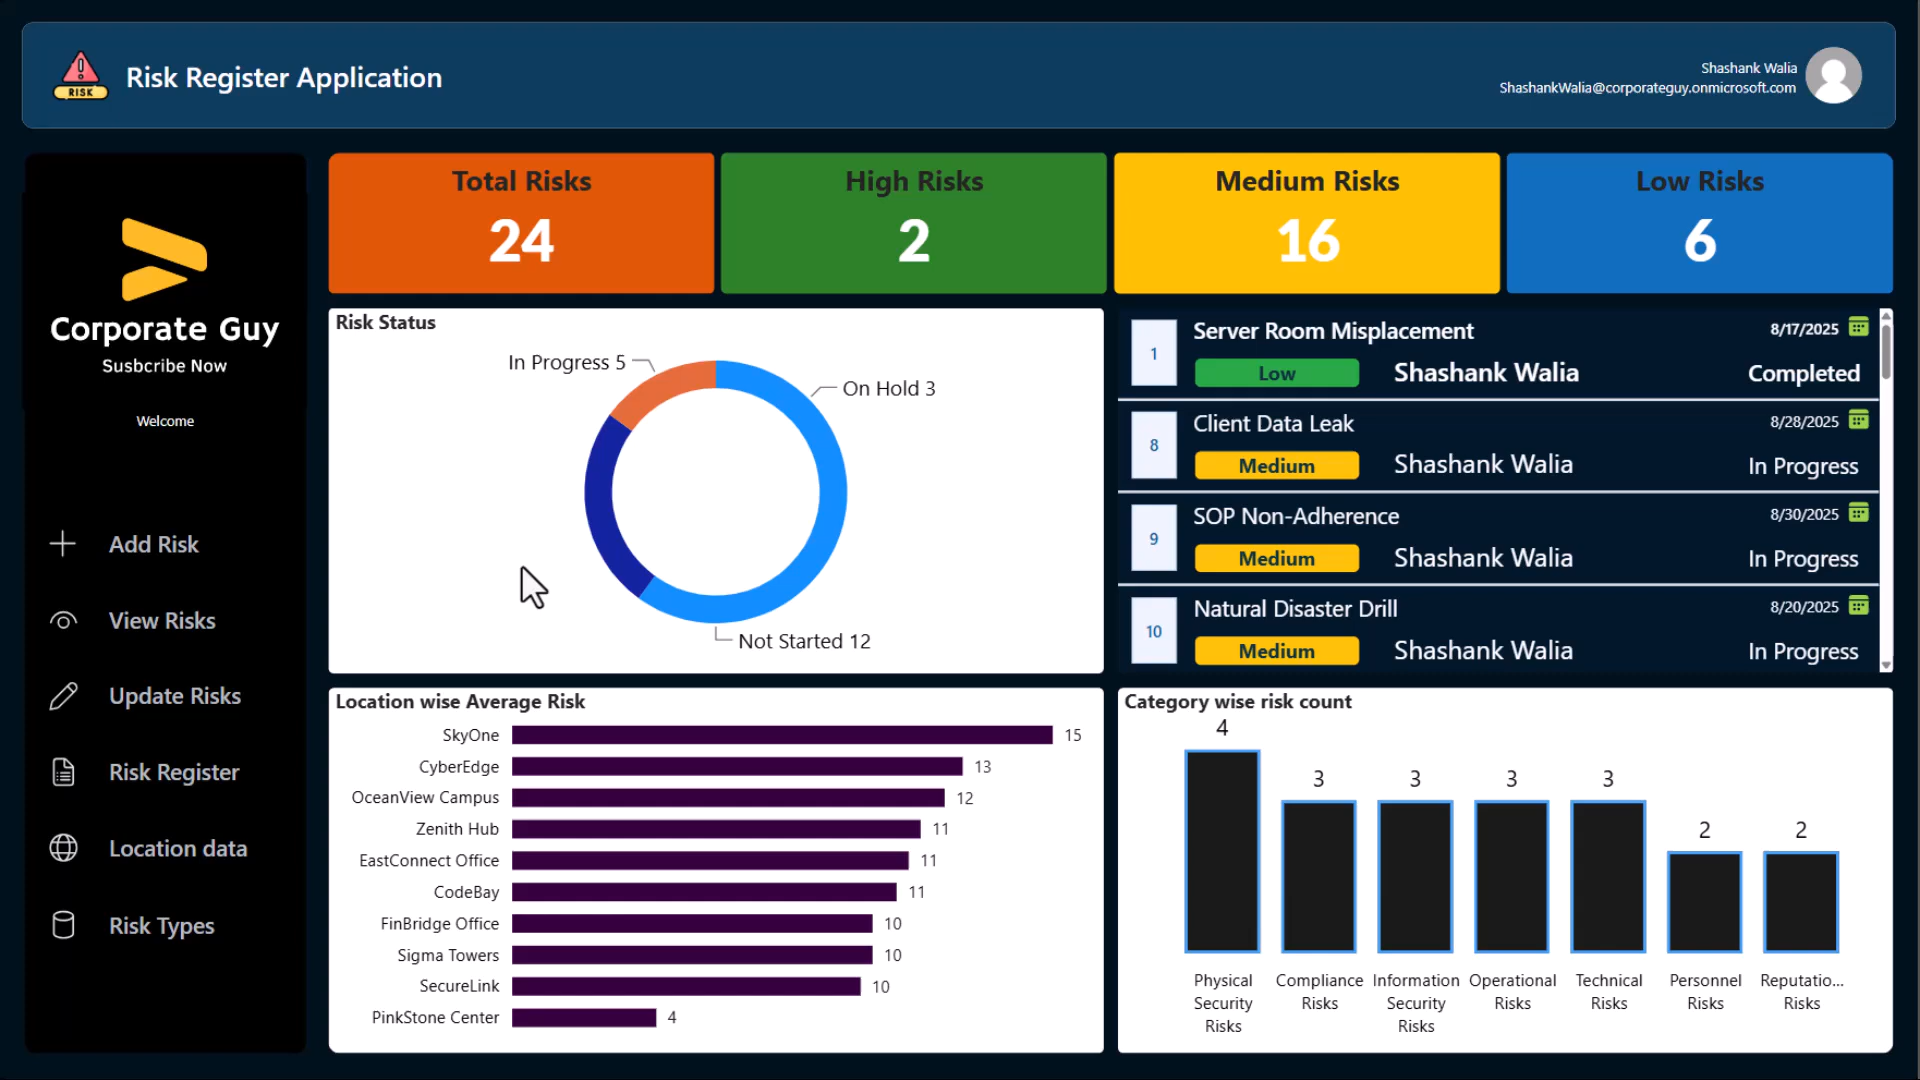 RISK
Risk Register Application
Shashank Walia
ShashankWalia@corporateguy.onmicrosoft.com
Corporate Guy
Susbcribe Now
Welcome
Add Risk
View Risks
Update Risks
Risk Register
Location data
Risk Types
Total Risks
24
High Risks
2
Medium Risks
16
Low Risks
6
Risk Status
In Progress 5
On Hold 3
Not Started 12
1
Server Room Misplacement
8/17/2025
Low
Shashank Walia
Completed
8
Client Data Leak
8/28/2025
Medium
Shashank Walia
In Progress
9
SOP Non-Adherence
8/30/2025
Medium
Shashank Walia
In Progress
10
Natural Disaster Drill
8/20/2025
Medium
Shashank Walia
In Progress
Location wise Average Risk
SkyOne 15
CyberEdge 13
OceanView Campus 12
Zenith Hub 11
EastConnect Office 11
CodeBay 11
FinBridge Office 10
Sigma Towers 10
SecureLink 10
PinkStone Center 4
Category wise risk count
4
3
3
3
3
2
2
Physical
Security
Risks
Compliance
Risks
Information
Security
Risks
Operational
Risks
Technical
Risks
Personnel
Risks
Reputatio...
Risks